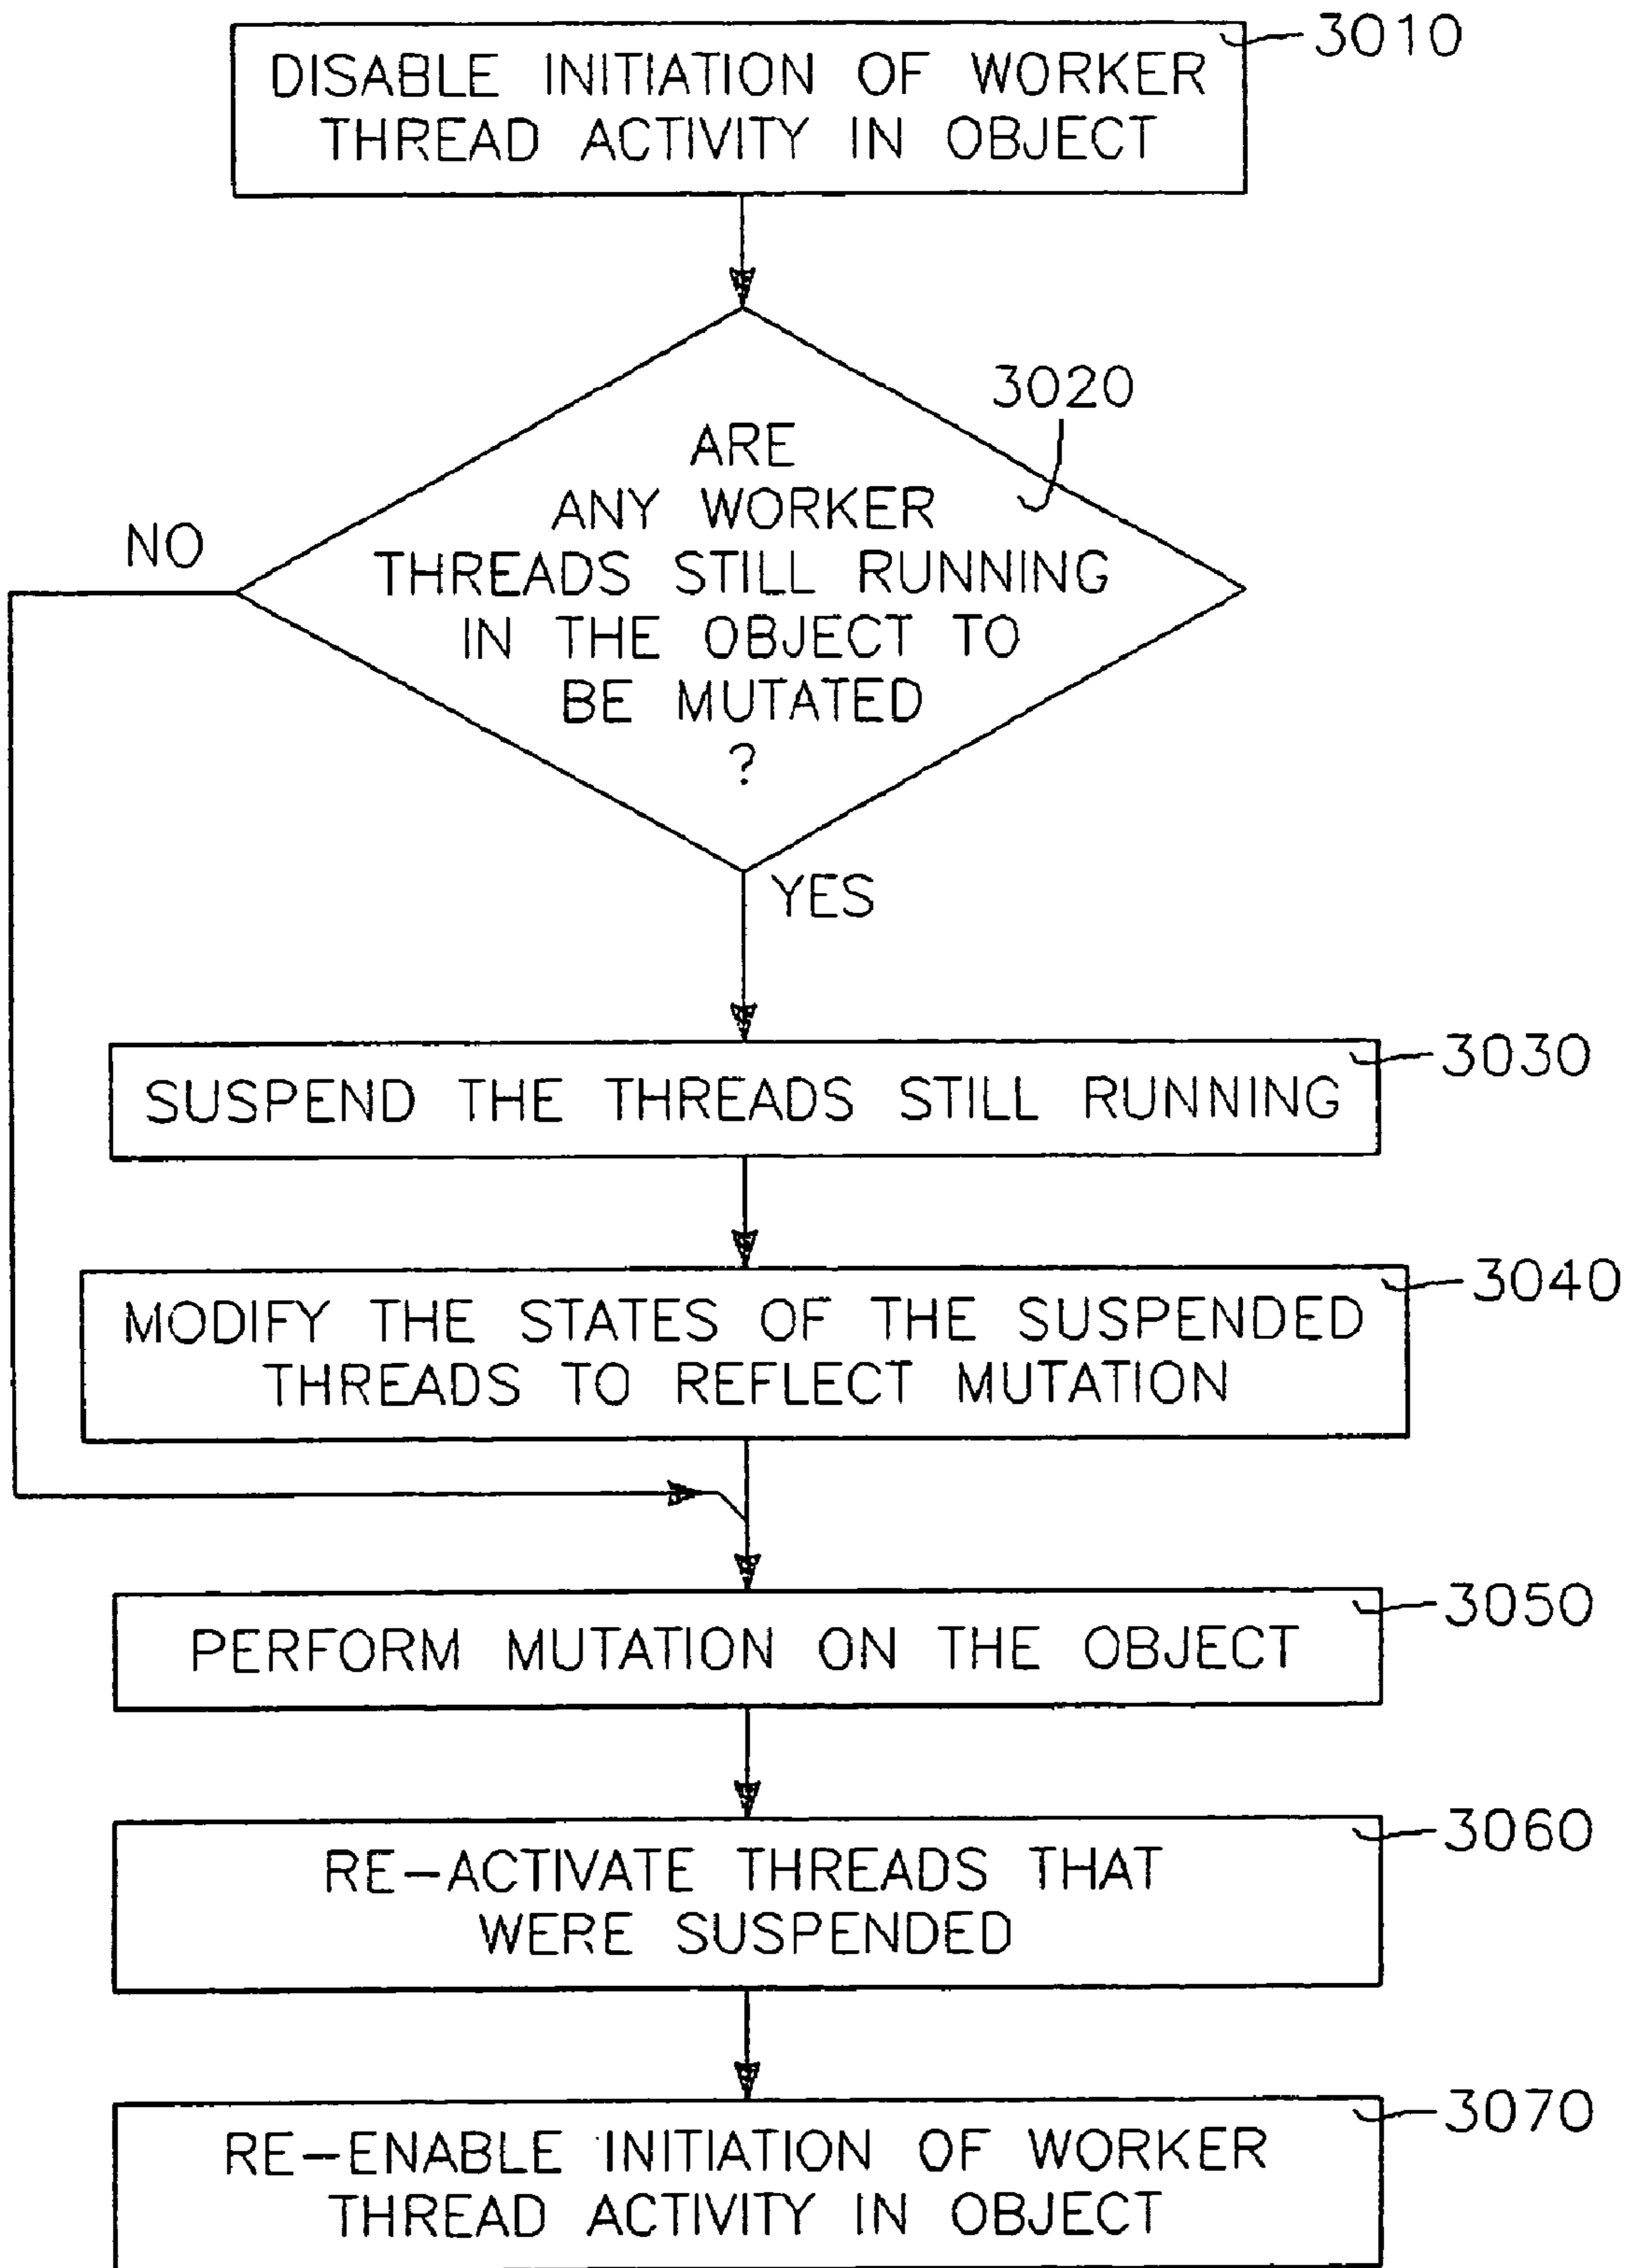 3010
DISABLE INITIATION OF WORKER
THREAD ACTIVITY IN OBJECT
3020
ARE
ANY WORKER
THREADS STILL RUNNING
IN THE OBJECT TO
BE MUTATED
?
NO
YES
3030
SUSPEND THE THREADS STILL RUNNING
3040
MODIFY THE STATES OF THE SUSPENDED
THREADS TO REFLECT MUTATION
3050
PERFORM MUTATION ON THE OBJECT
3060
RE-ACTIVATE THREADS THAT
WERE SUSPENDED
3070
RE-ENABLE INITIATION OF WORKER
THREAD ACTIVITY IN OBJECT